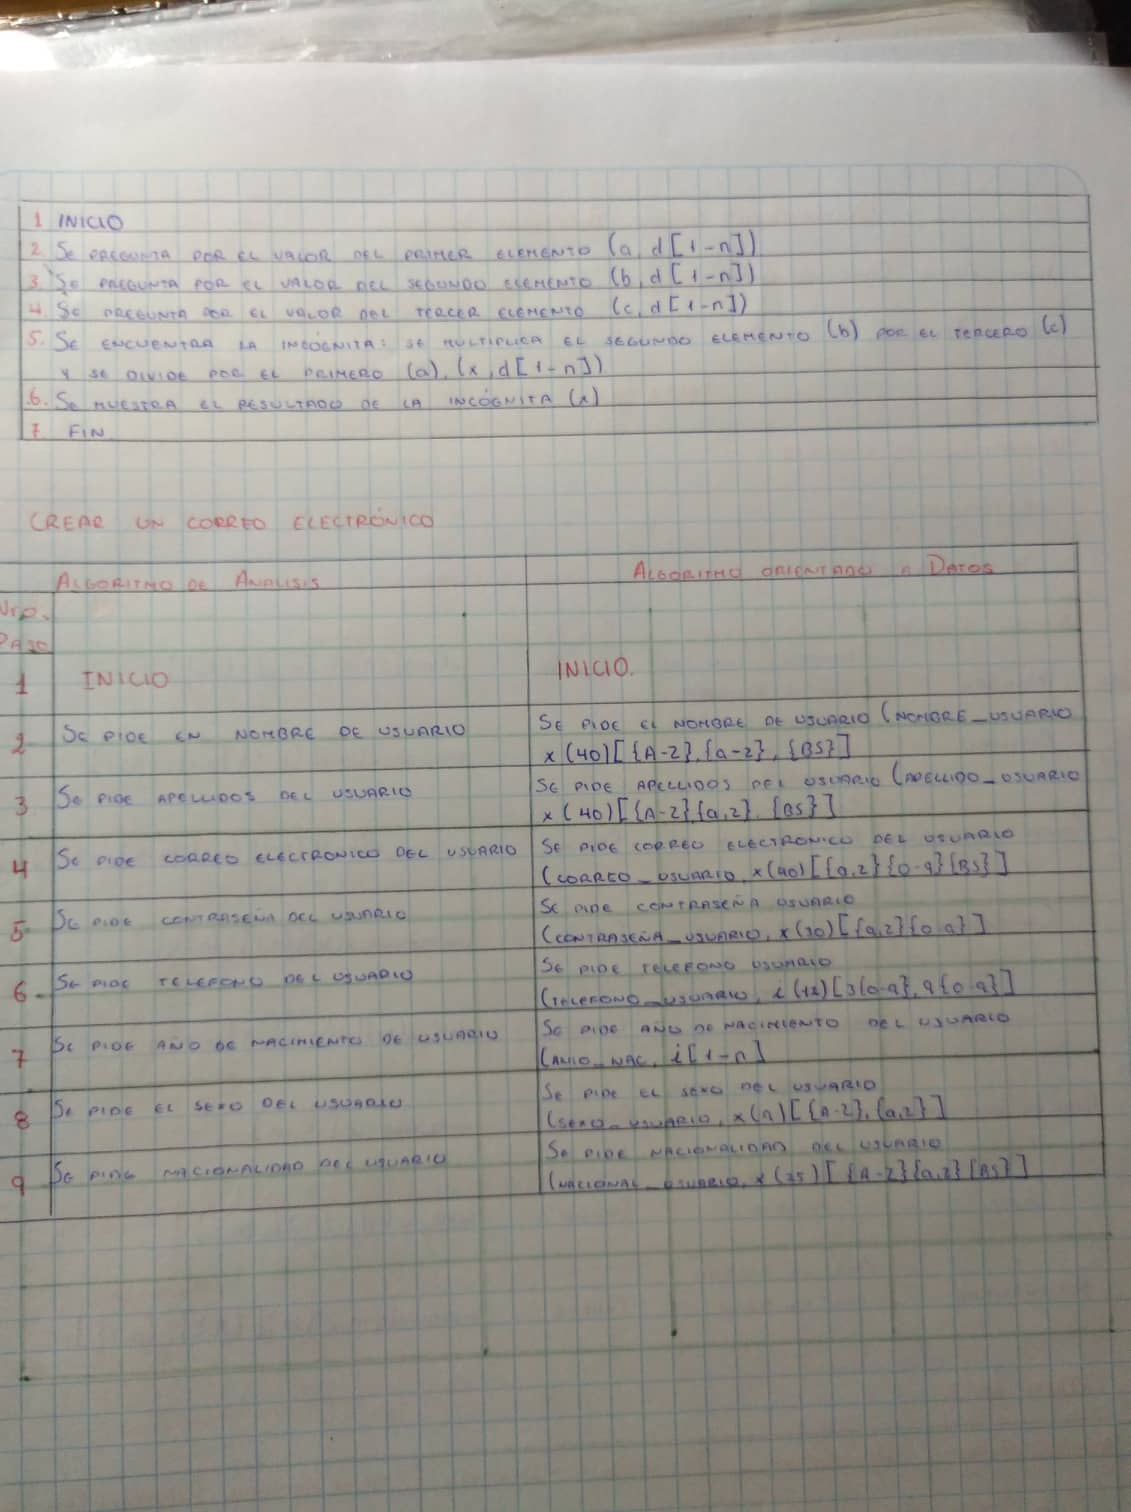 1 INICIO
2. Se PREGUNTA POR EL VALOR DEL PRIMER ELEMENTO (a, d[1-n])
3. Se PREGUNTA POR EL VALOR DEL SEGUNDO ELEMENTO (b, d[1-n])
4 Se PREGUNTA POR EL VALOR DEL TERCER ELEMENTO (c, d[1-n])
5. SE ENCUENTRA LA INCÓGNITA: SE MULTIPLICA EL SEGUNDO ELEMENTO (b) POR EL TERCERO (c)
Y SE DIVIDE POR EL PRIMERO (a). (x, d[1-n])
6. Se MUESTRA EL RESULTADO DE LA INCÓGNITA (x)
7. FIN
CREAR UN CORREO ELECTRÓNICO
ALGORITMO DE ANALISIS
ALGORITMO ORIENTADO A DATOS
Nro.
PASO
1 INICIO
INICIO.
2 SE PIDE EN NOMBRE DE USUARIO
SE PIDE EL NOMBRE DE USUARIO (NOMBRE_USUARIO
x(40)[{A-Z},{a-z},{BS}]
3 Se PIDE APELLIDOS DEL USUARIO
SE PIDE APELLIDOS DEL USUARIO (APELLIDO_USUARIO
x(40)[{A-Z}{a,z}.{BS}]
4 Se PIDE CORREO ELECTRONICO DEL USUARIO
SE PIDE CORREO ELECTRONICO DEL USUARIO
(CORREO_USUARIO, x(40)[{a,z}{0-9}{BS}]
5 SE PIDE CONTRASEÑA DEL USUARIO
SE PIDE CONTRASEÑA USUARIO
(CONTRASEÑA_USUARIO, x(30)[{a,z}{0-9}]
6. SE PIDE TELEFONO DEL USUARIO
SE PIDE TELEFONO USUARIO
(TELEFONO_USUARIO, i(12)[3{0-9},9{0-9}]
7 SE PIDE AÑO DE NACIMIENTO DE USUARIO
SE PIDE AÑO DE NACIMIENTO DEL USUARIO
(ANIO_NAC, i[1-n]
8 SE PIDE EL SEXO DEL USUARIO
SE PIDE EL SEXO DEL USUARIO
(SEXO_USUARIO, x(9)[{A-Z},{a,z}]
9 SE PIDE NACIONALIDAD DEL USUARIO
SE PIDE NACIONALIDAD DEL USUARIO
(NACIONAL_USUARIO, x(25)[{A-Z}{a,z}{BS}]